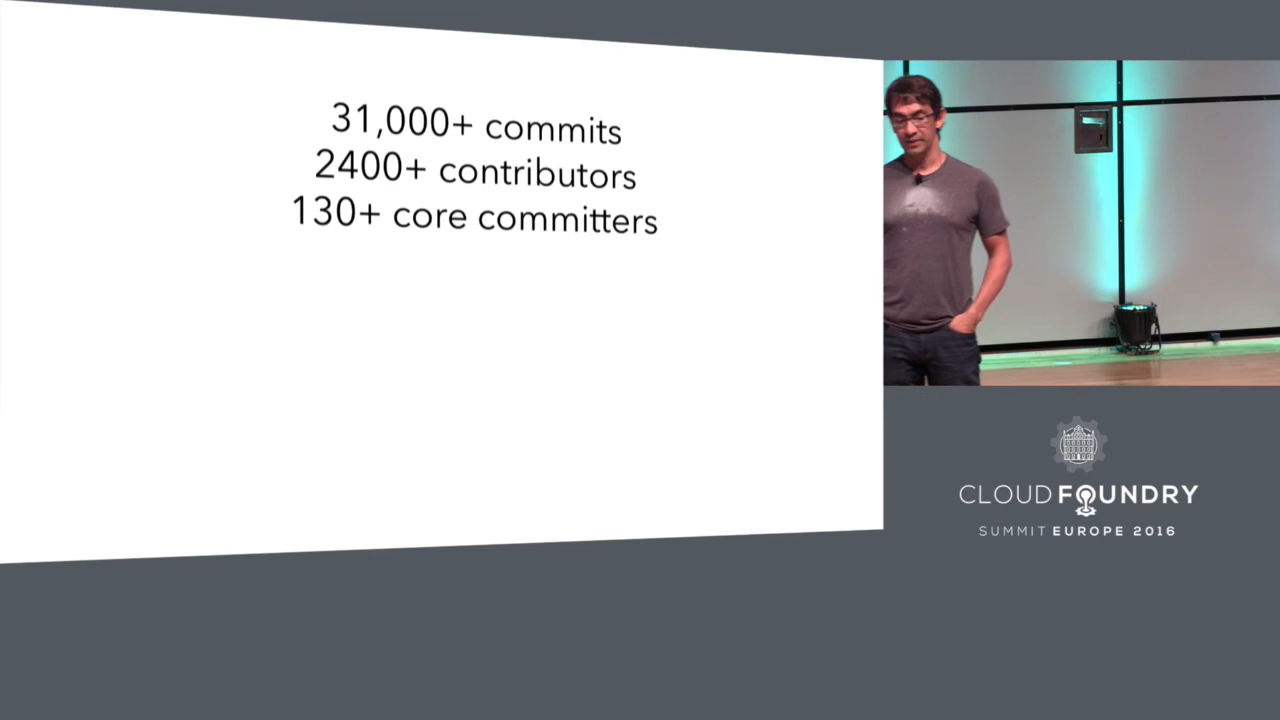 31,000+ commits
2400+ contributors
130+ core committers
CLOUD FOUNDRY
SUMMIT EUROPE 2016